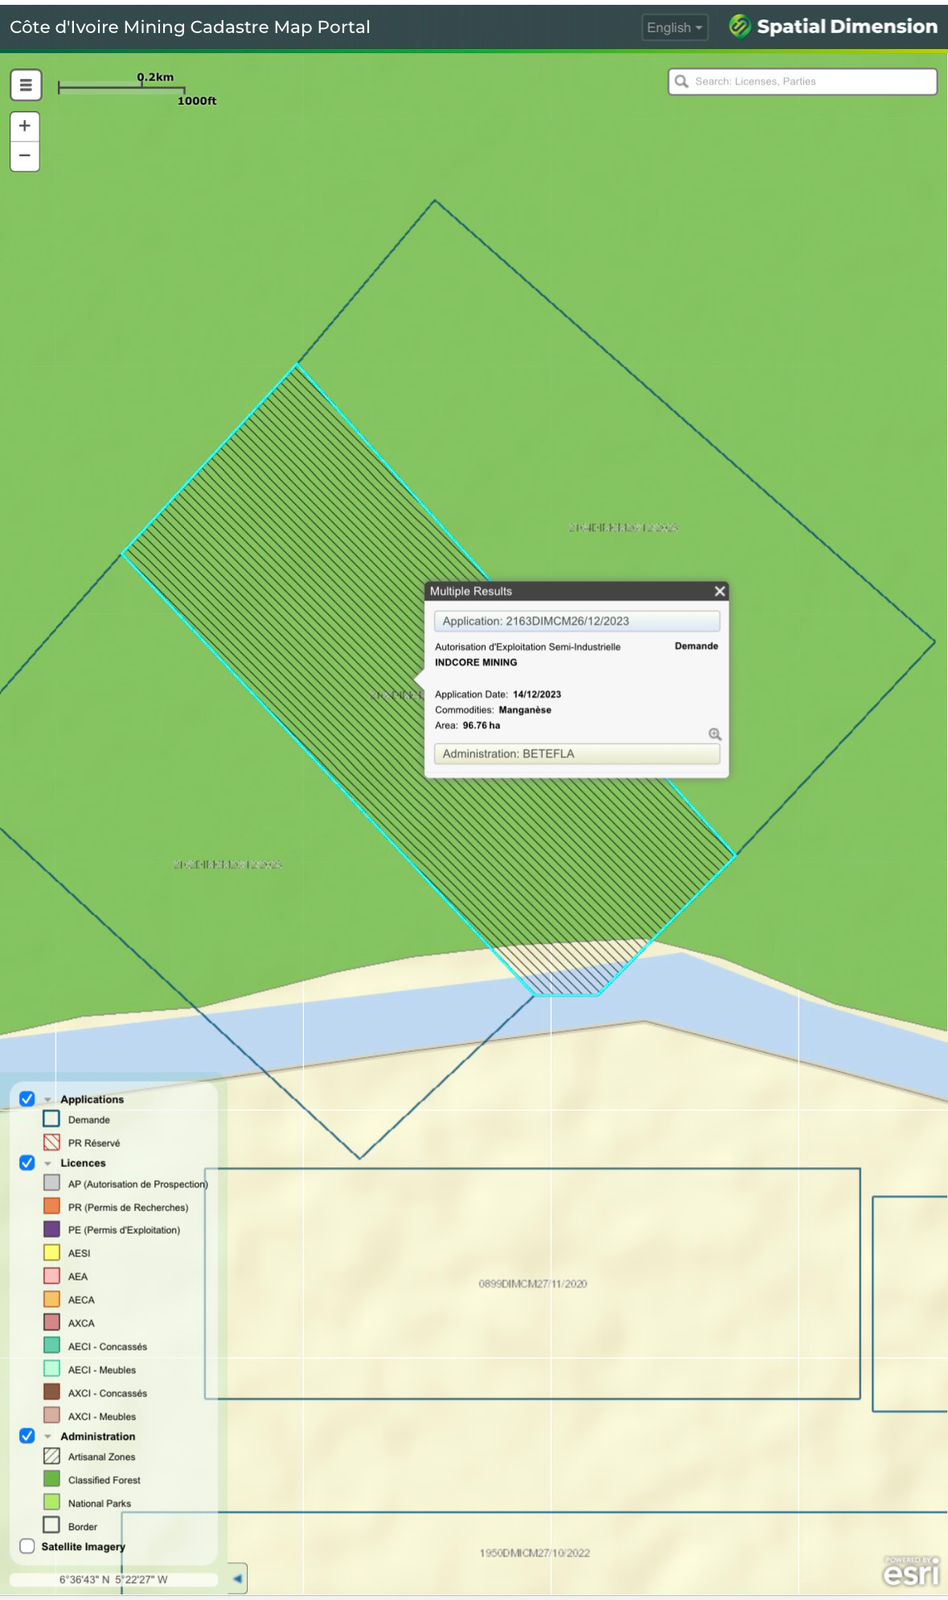 Côte d'Ivoire Mining Cadastre Map Portal
English
Spatial Dimension
0.2km
1000ft
Search: Licenses, Parties
+
−
Multiple Results
Application: 2163DIMCM26/12/2023
Autorisation d'Exploitation Semi-Industrielle
Demande
INDCORE MINING
Application Date: 14/12/2023
Commodities: Manganèse
Area: 96.76 ha
Administration: BETEFLA
Applications
Demande
PR Réservé
Licences
AP (Autorisation de Prospection)
PR (Permis de Recherches)
PE (Permis d'Exploitation)
AESI
AEA
AECA
AXCA
AECI - Concassés
AECI - Meubles
AXCI - Concassés
AXCI - Meubles
Administration
Artisanal Zones
Classified Forest
National Parks
Border
Satellite Imagery
6°36'43" N 5°22'27" W
0899DIMCM27/11/2020
1950DMICM27/10/2022
POWERED BY
esri